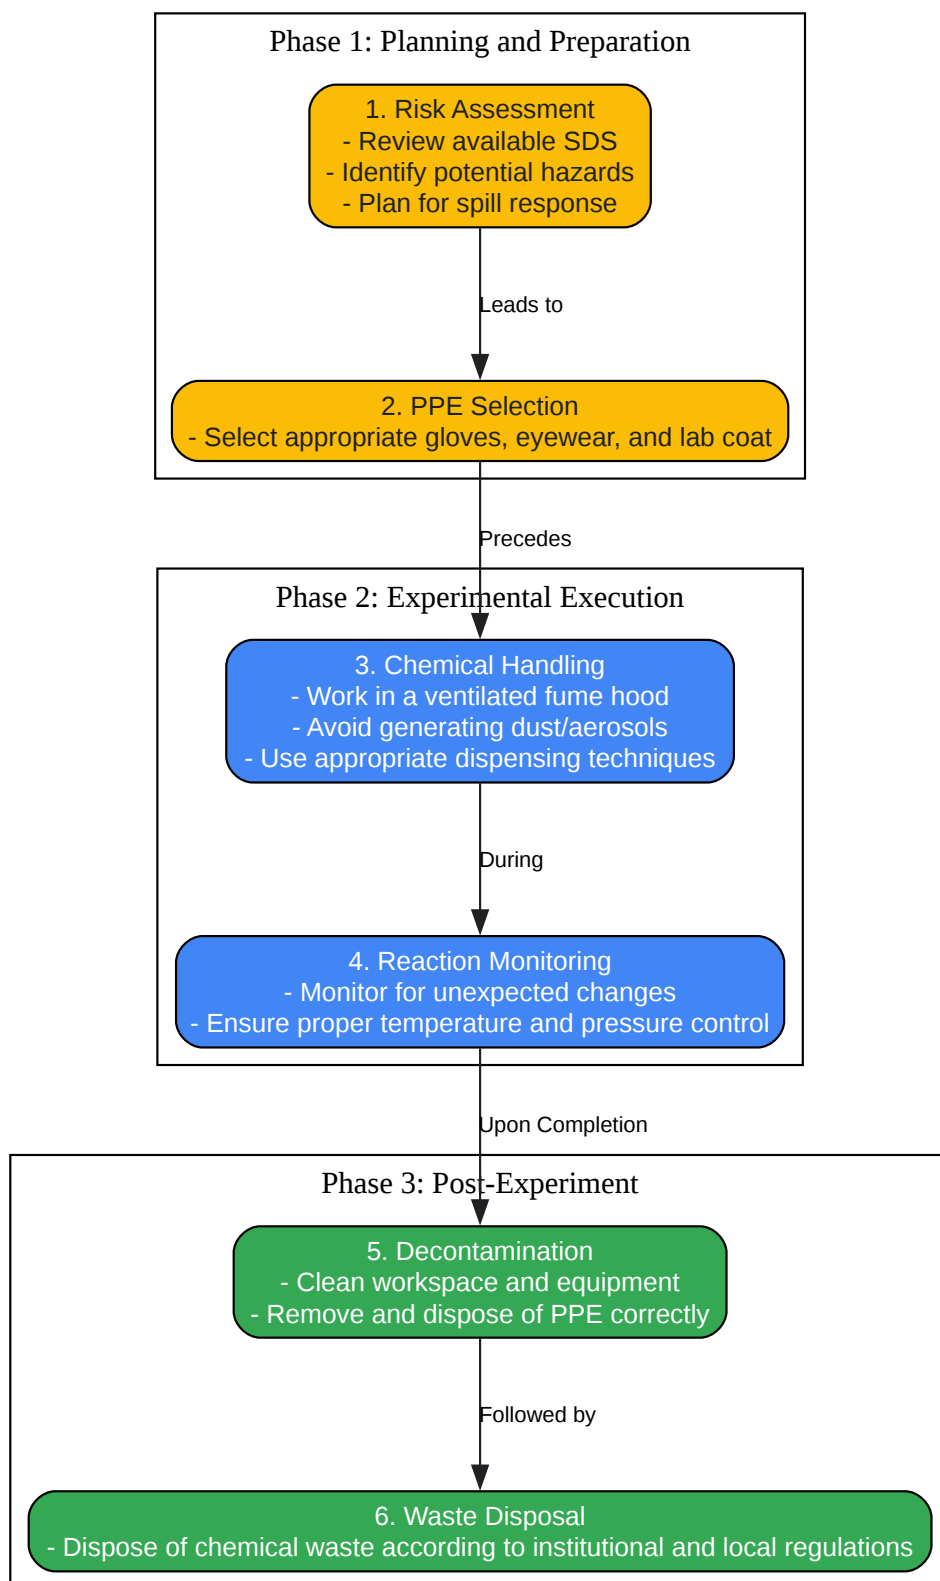 Phase 1: Planning and Preparation
1. Risk Assessment
- Review available SDS
- Identify potential hazards
- Plan for spill response
Leads to
2. PPE Selection
- Select appropriate gloves, eyewear, and lab coat
Precedes
Phase 2: Experimental Execution
3. Chemical Handling
- Work in a ventilated fume hood
- Avoid generating dust/aerosols
- Use appropriate dispensing techniques
During
4. Reaction Monitoring
- Monitor for unexpected changes
- Ensure proper temperature and pressure control
Upon Completion
Phase 3: Post-Experiment
5. Decontamination
- Clean workspace and equipment
- Remove and dispose of PPE correctly
Followed by
6. Waste Disposal
- Dispose of chemical waste according to institutional and local regulations